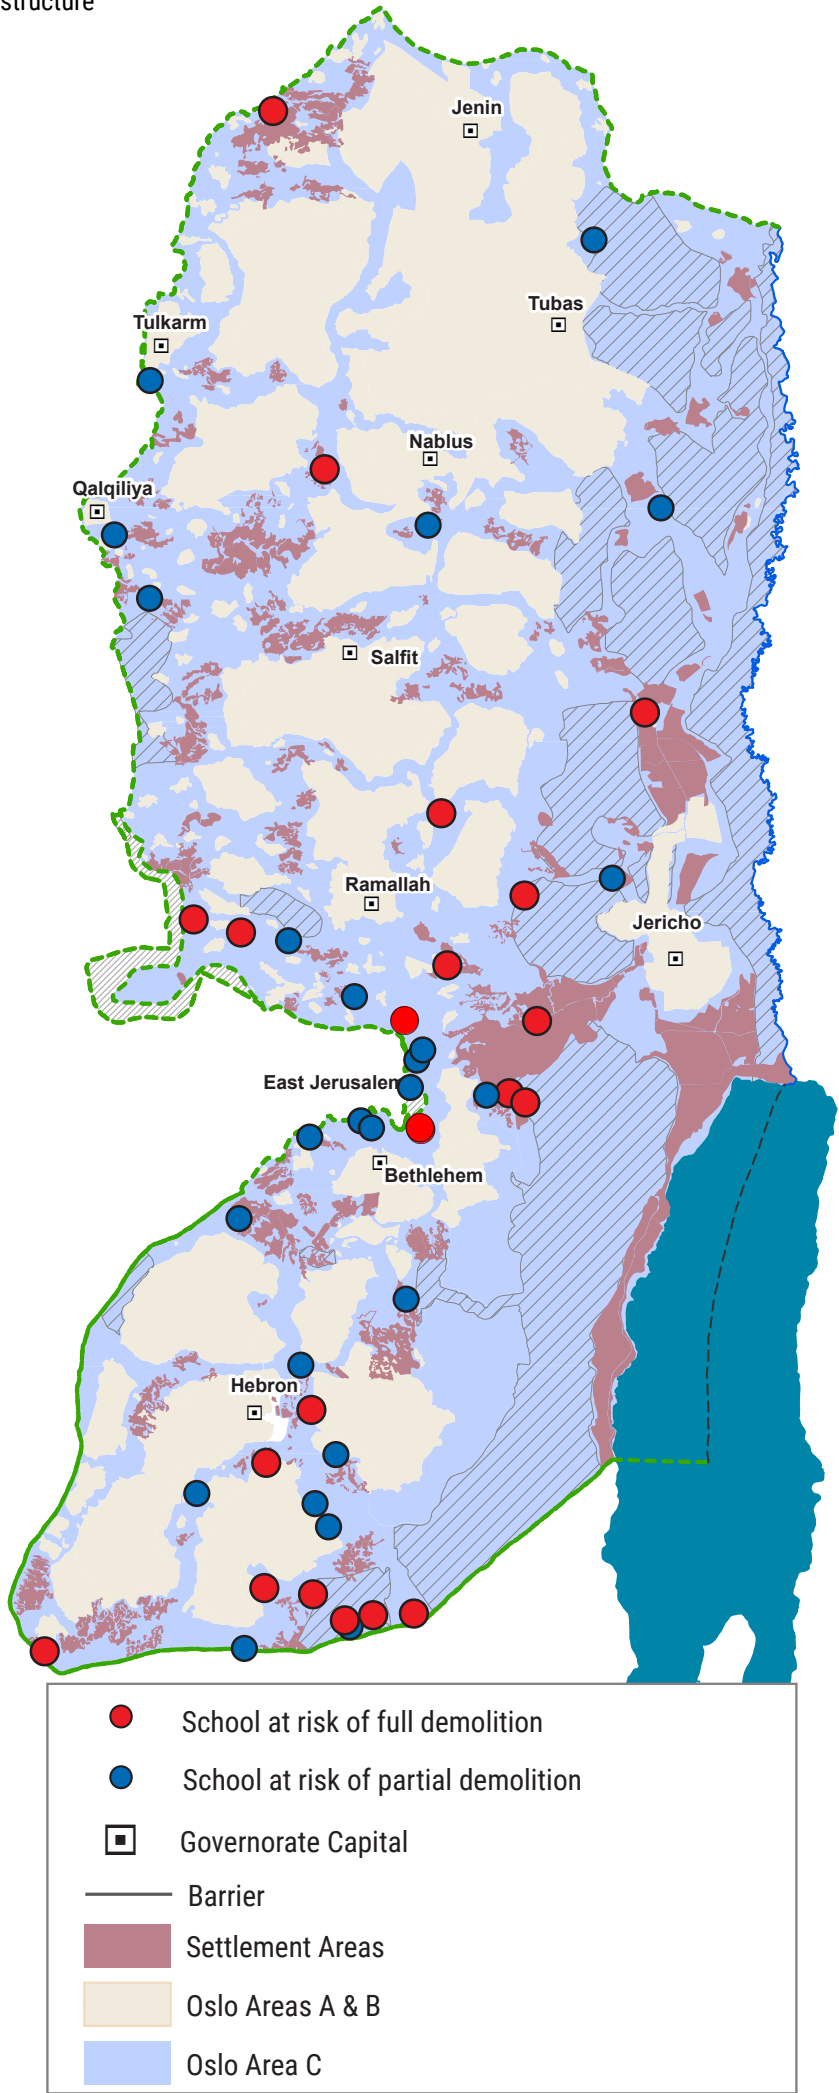 structure
Jenin
Tubas
Tulkarm
Nablus
Qalqiliya
Salfit
Ramallah
Jericho
East Jerusalem
Bethlehem
Hebron
School at risk of full demolition
School at risk of partial demolition
Governorate Capital
Barrier
Settlement Areas
Oslo Areas A & B
Oslo Area C